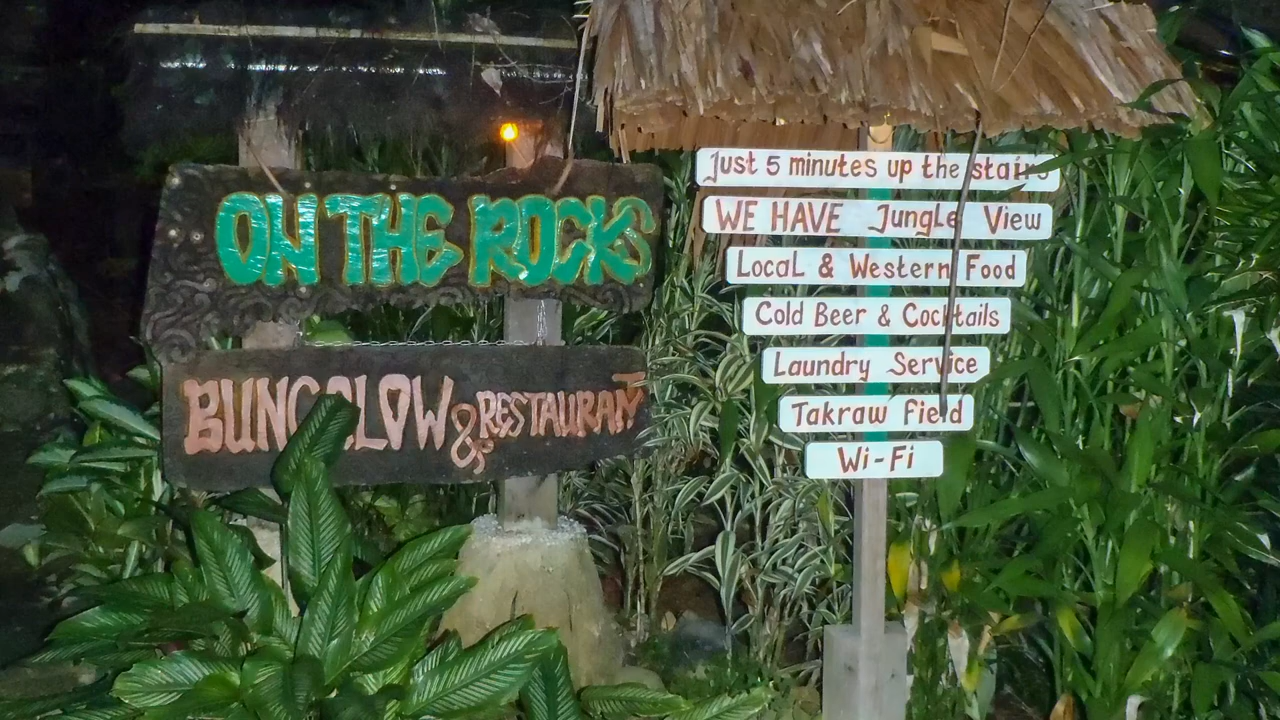 ON THE ROCKS
BUNGALOW & RESTAURANT
Just 5 minutes up the stairs
WE HAVE Jungle View
Local & Western Food
Cold Beer & Cocktails
Laundry Service
Takraw Field
Wi-Fi